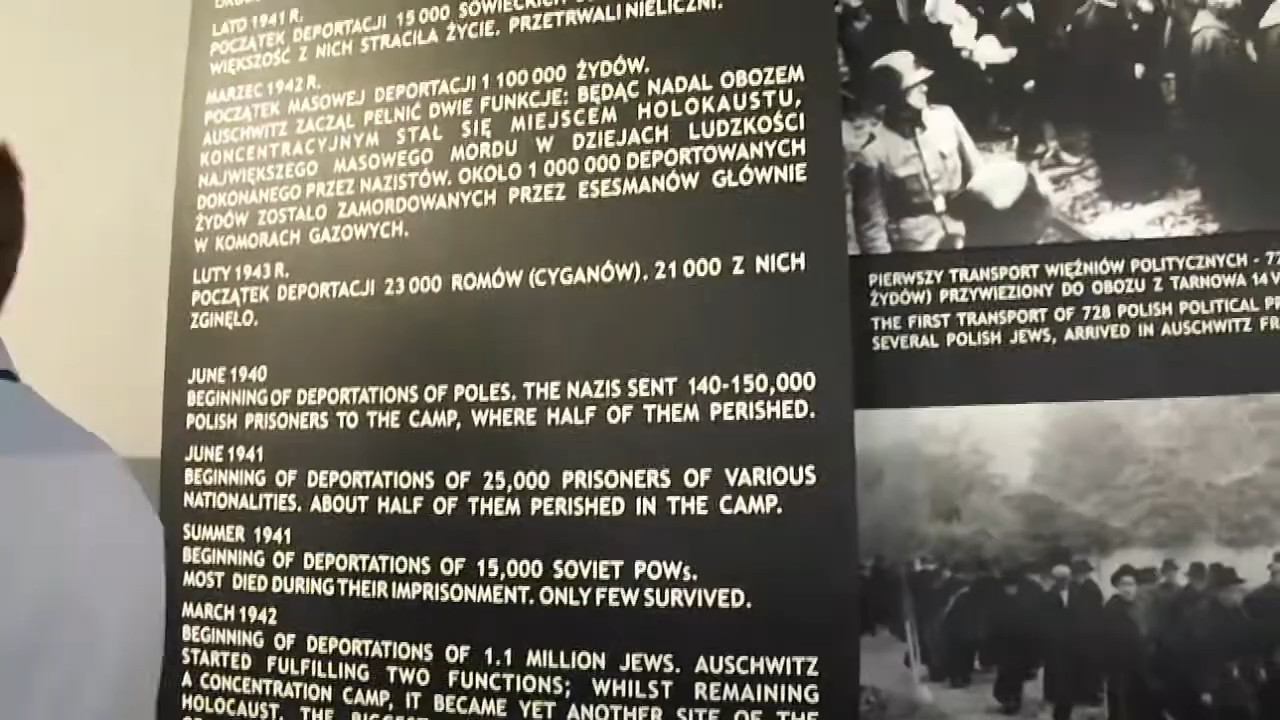 LATO 1941 R.
POCZĄTEK DEPORTACJI 15 000 SOWIECKICH
WIĘKSZOŚĆ Z NICH STRACIŁA ŻYCIE. PRZETRWALI NIELICZNI.
MARZEC 1942 R.
POCZĄTEK MASOWEJ DEPORTACJI 1 100 000 ŻYDÓW.
AUSCHWITZ ZACZĄŁ PEŁNIĆ DWIE FUNKCJE: BĘDĄC NADAL OBOZEM
KONCENTRACYJNYM STAŁ SIĘ MIEJSCEM HOLOKAUSTU,
NAJWIĘKSZEGO MASOWEGO MORDU W DZIEJACH LUDZKOŚCI
DOKONANEGO PRZEZ NAZISTÓW. OKOŁO 1 000 000 DEPORTOWANYCH
ŻYDÓW ZOSTAŁO ZAMORDOWANYCH PRZEZ ESESMANÓW GŁÓWNIE
W KOMORACH GAZOWYCH.
LUTY 1943 R.
POCZĄTEK DEPORTACJI 23 000 ROMÓW (CYGANÓW). 21 000 Z NICH
ZGINĘŁO.
JUNE 1940
BEGINNING OF DEPORTATIONS OF POLES. THE NAZIS SENT 140-150,000
POLISH PRISONERS TO THE CAMP, WHERE HALF OF THEM PERISHED.
JUNE 1941
BEGINNING OF DEPORTATIONS OF 25,000 PRISONERS OF VARIOUS
NATIONALITIES. ABOUT HALF OF THEM PERISHED IN THE CAMP.
SUMMER 1941
BEGINNING OF DEPORTATIONS OF 15,000 SOVIET POWs.
MOST DIED DURING THEIR IMPRISONMENT. ONLY FEW SURVIVED.
MARCH 1942
BEGINNING OF DEPORTATIONS OF 1.1 MILLION JEWS. AUSCHWITZ
STARTED FULFILLING TWO FUNCTIONS; WHILST REMAINING
A CONCENTRATION CAMP, IT BECAME YET ANOTHER SITE OF THE
HOLOCAUST, THE
PIERWSZY TRANSPORT WIĘŹNIÓW POLITYCZNYCH - 7
ŻYDÓW) PRZYWIEZIONY DO OBOZU Z TARNOWA 14 V
THE FIRST TRANSPORT OF 728 POLISH POLITICAL
SEVERAL POLISH JEWS, ARRIVED IN AUSCHWITZ